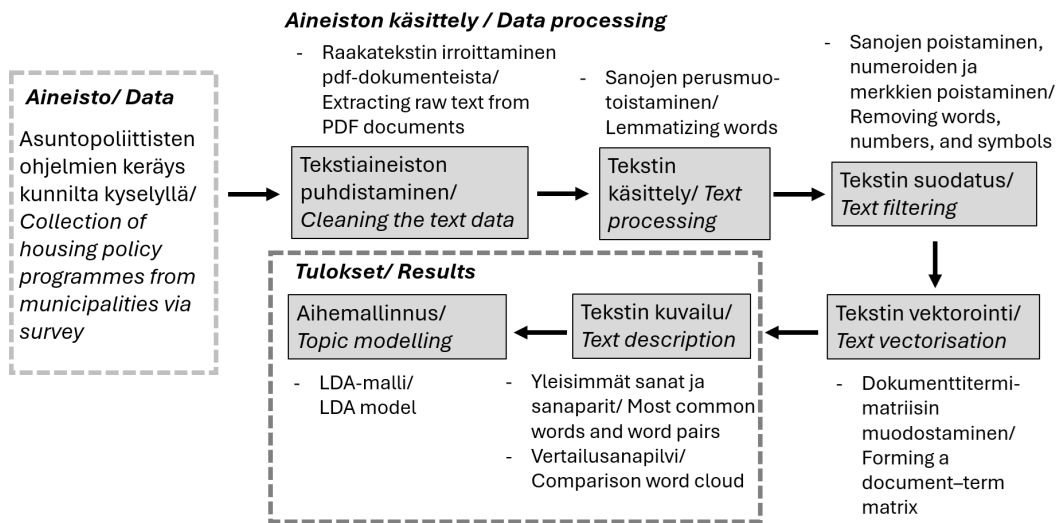 Aineiston käsittely / Data processing
Aineisto/ Data
Asuntopoliittisten
ohjelmien keräys
kunnilta kyselyllä/
Collection of
housing policy
programmes from
municipalities via
survey
- Raakatekstin irroittaminen
pdf-dokumenteista/
Extracting raw text from
PDF documents
Tekstiaineiston
puhdistaminen/
Cleaning the text data
- Sanojen perusmuo-
toistaminen/
Lemmatizing words
Tekstin
käsittely/ Text
processing
- Sanojen poistaminen,
numeroiden ja
merkkien poistaminen/
Removing words,
numbers, and symbols
Tekstin suodatus/
Text filtering
Tekstin vektorointi/
Text vectorisation
- Dokumenttitermi-
matriisin
muodostaminen/
Forming a
document–term
matrix
Tulokset/ Results
Tekstin kuvailu/
Text description
- Yleisimmät sanat ja
sanaparit/ Most common
words and word pairs
- Vertailusanapilvi/
Comparison word cloud
Aihemallinnus/
Topic modelling
- LDA-malli/
LDA model